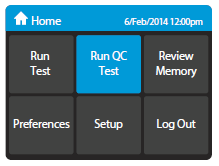 Home 6/Feb/2014 12:00pm
Run Run QC Review
Test Test Memory
Preferences Setup Log Out